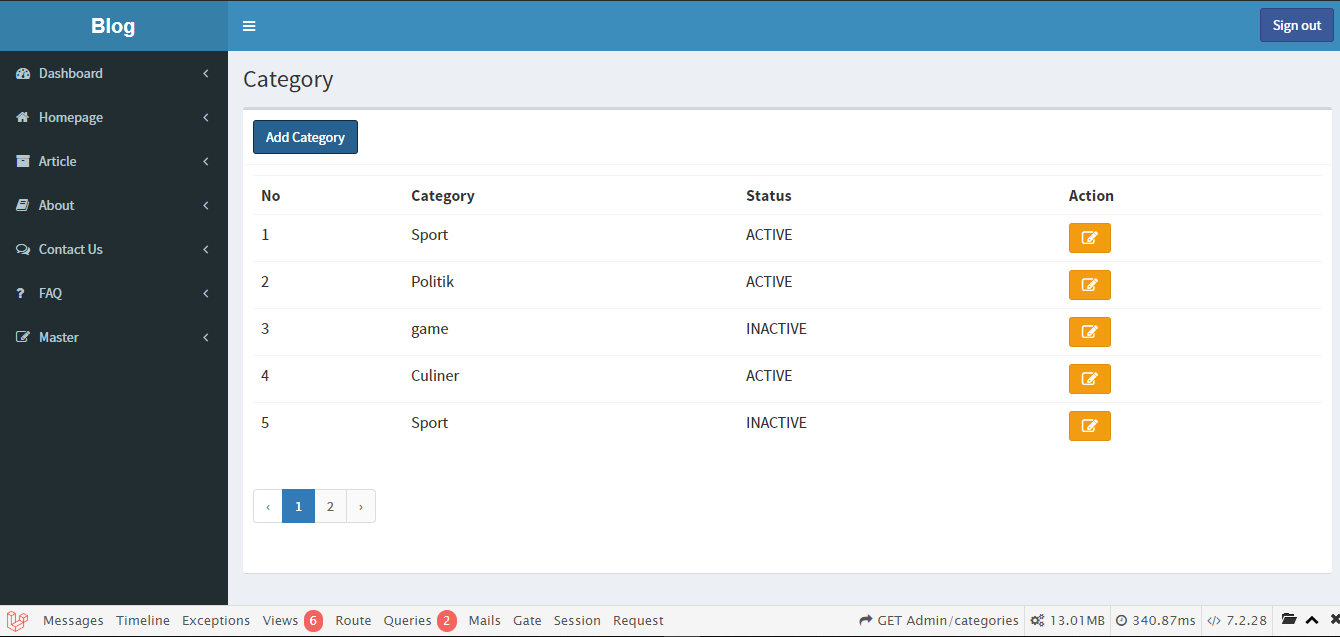 Blog
Sign out
Dashboard
Homepage
Article
About
Contact Us
FAQ
Master
Category
Add Category
No Category Status Action
1 Sport ACTIVE
2 Politik ACTIVE
3 game INACTIVE
4 Culiner ACTIVE
5 Sport INACTIVE
‹ 1 2 ›
Messages Timeline Exceptions Views 6 Route Queries 2 Mails Gate Session Request GET Admin/categories 13.01MB 340.87ms 7.2.28